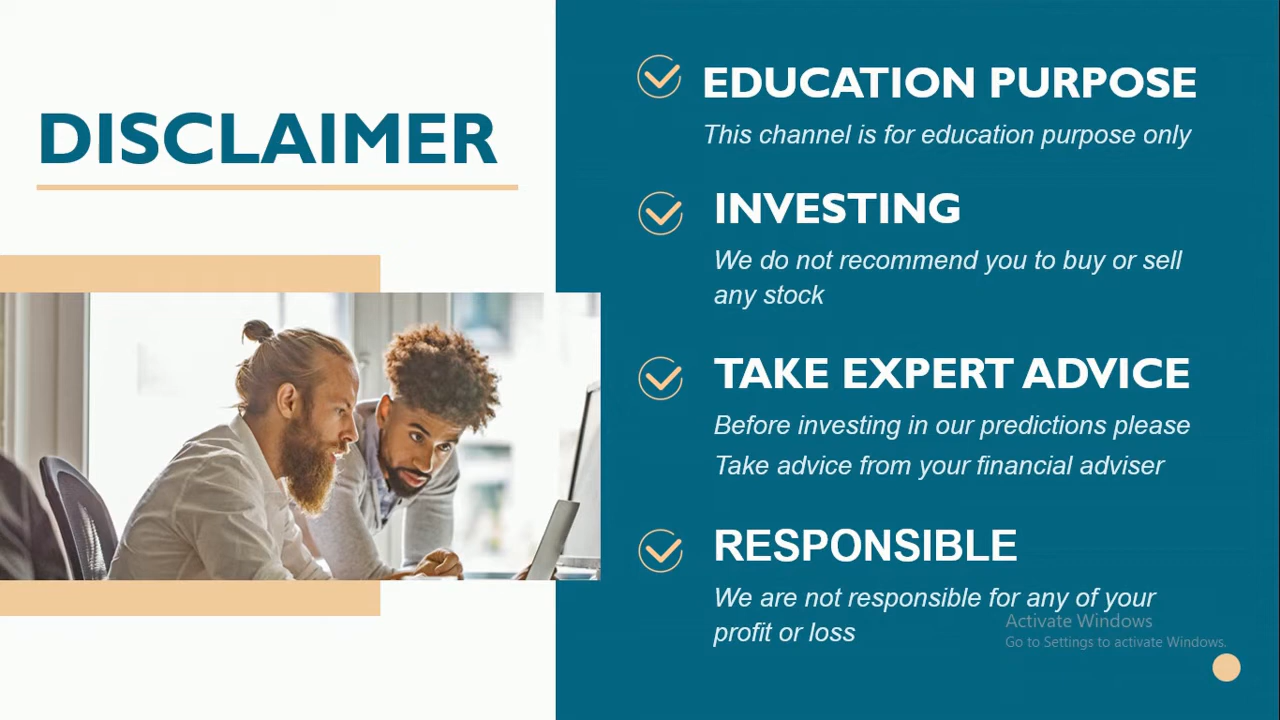 DISCLAIMER
EDUCATION PURPOSE
This channel is for education purpose only
INVESTING
We do not recommend you to buy or sell
any stock
TAKE EXPERT ADVICE
Before investing in our predictions please
Take advice from your financial adviser
RESPONSIBLE
We are not responsible for any of your
profit or loss
Activate Windows
Go to Settings to activate Windows.